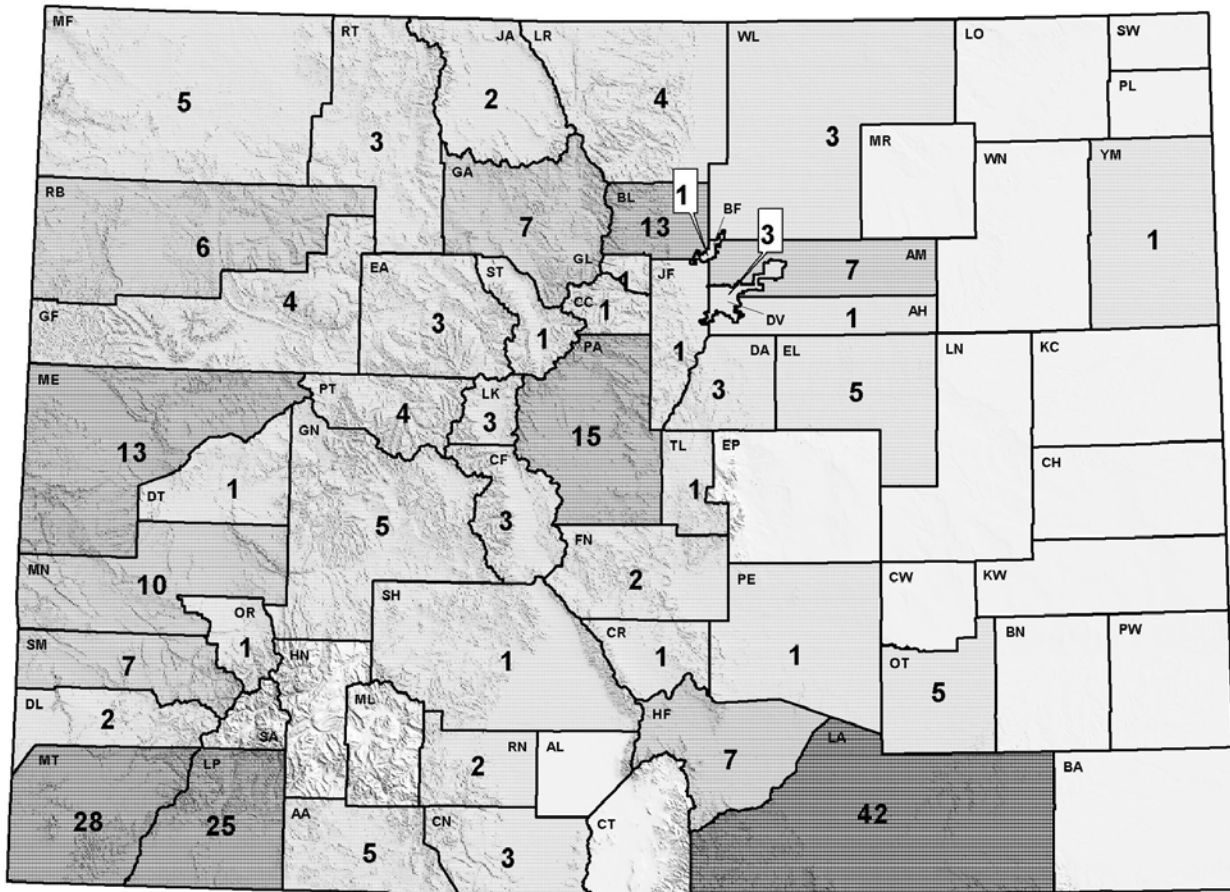 MF
RT
JA
LR
WL
LO
SW
PL
5
3
2
4
3
MR
WN
YM
RB
GA
BL
1
BF
6
7
13
3
1
GL
1
JF
7
AM
EA
ST
CC
4
GF
3
1
1
DV
1
AH
PA
1
DA
EL
LN
KC
ME
PT
LK
4
3
3
5
13
GN
15
TL
EP
CF
CH
DT
1
1
5
3
FN
MN
10
2
PE
CW
KW
SH
OR
CR
BN
PW
SM
1
HN
1
1
1
OT
7
5
DL
ML
HF
2
SA
RN
AL
LA
MT
LP
2
7
BA
28
25
AA
CN
CT
42
5
3